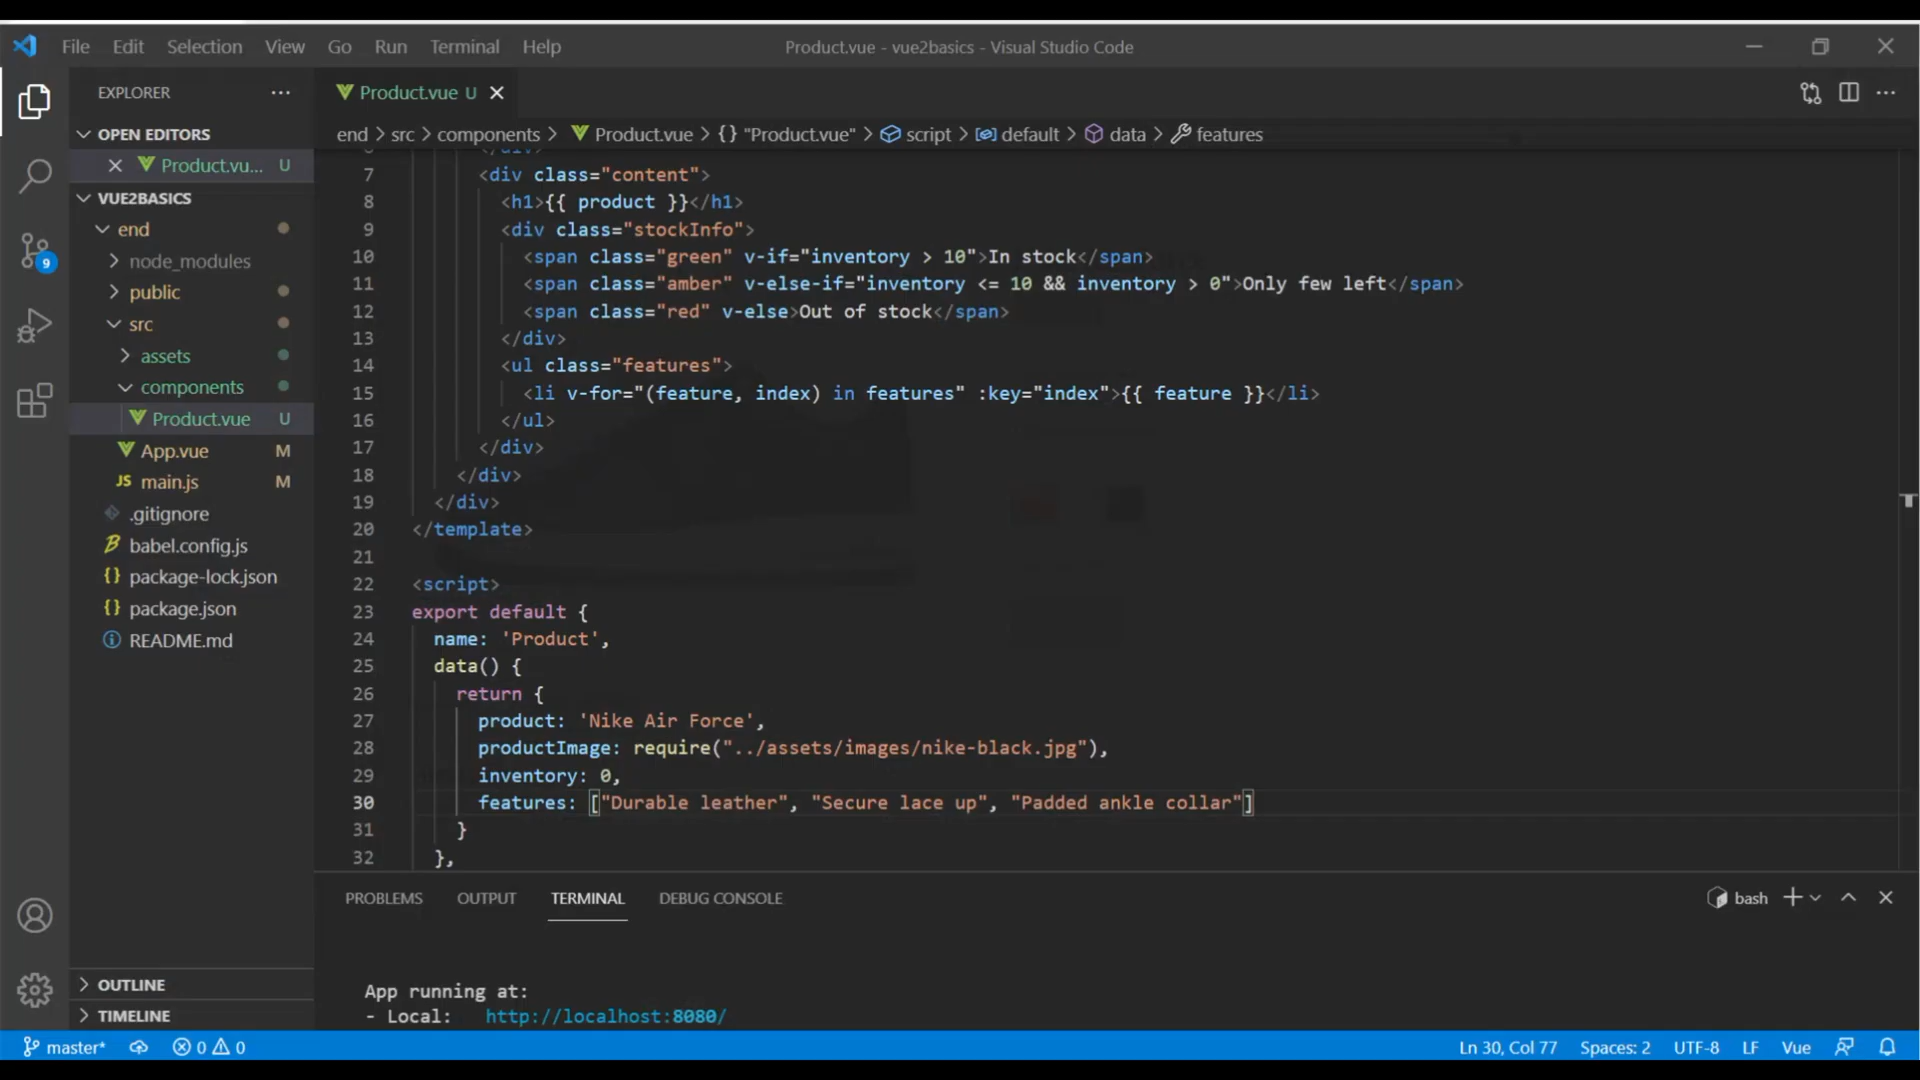 File Edit Selection View Go Run Terminal Help Product.vue - vue2basics - Visual Studio Code
EXPLORER ...
Product.vue U
OPEN EDITORS
Product.vu... U
VUE2BASICS
end
node_modules
public
src
assets
components
Product.vue U
App.vue M
JS main.js M
.gitignore
babel.config.js
{} package-lock.json
{} package.json
README.md
OUTLINE
TIMELINE
9
end > src > components > Product.vue > {} "Product.vue" > script > default > data > features
7 <div class="content">
8 <h1>{{ product }}</h1>
9 <div class="stockInfo">
10 <span class="green" v-if="inventory > 10">In stock</span>
11 <span class="amber" v-else-if="inventory <= 10 && inventory > 0">Only few left</span>
12 <span class="red" v-else>Out of stock</span>
13 </div>
14 <ul class="features">
15 <li v-for="(feature, index) in features" :key="index">{{ feature }}</li>
16 </ul>
17 </div>
18 </div>
19 </div>
20 </template>
21
22 <script>
23 export default {
24 name: 'Product',
25 data() {
26 return {
27 product: 'Nike Air Force',
28 productImage: require("../assets/images/nike-black.jpg"),
29 inventory: 0,
30 features: ["Durable leather", "Secure lace up", "Padded ankle collar"]
31 }
32 },
PROBLEMS OUTPUT TERMINAL DEBUG CONSOLE bash
App running at:
- Local: http://localhost:8080/
master* 0 0 Ln 30, Col 77 Spaces: 2 UTF-8 LF Vue